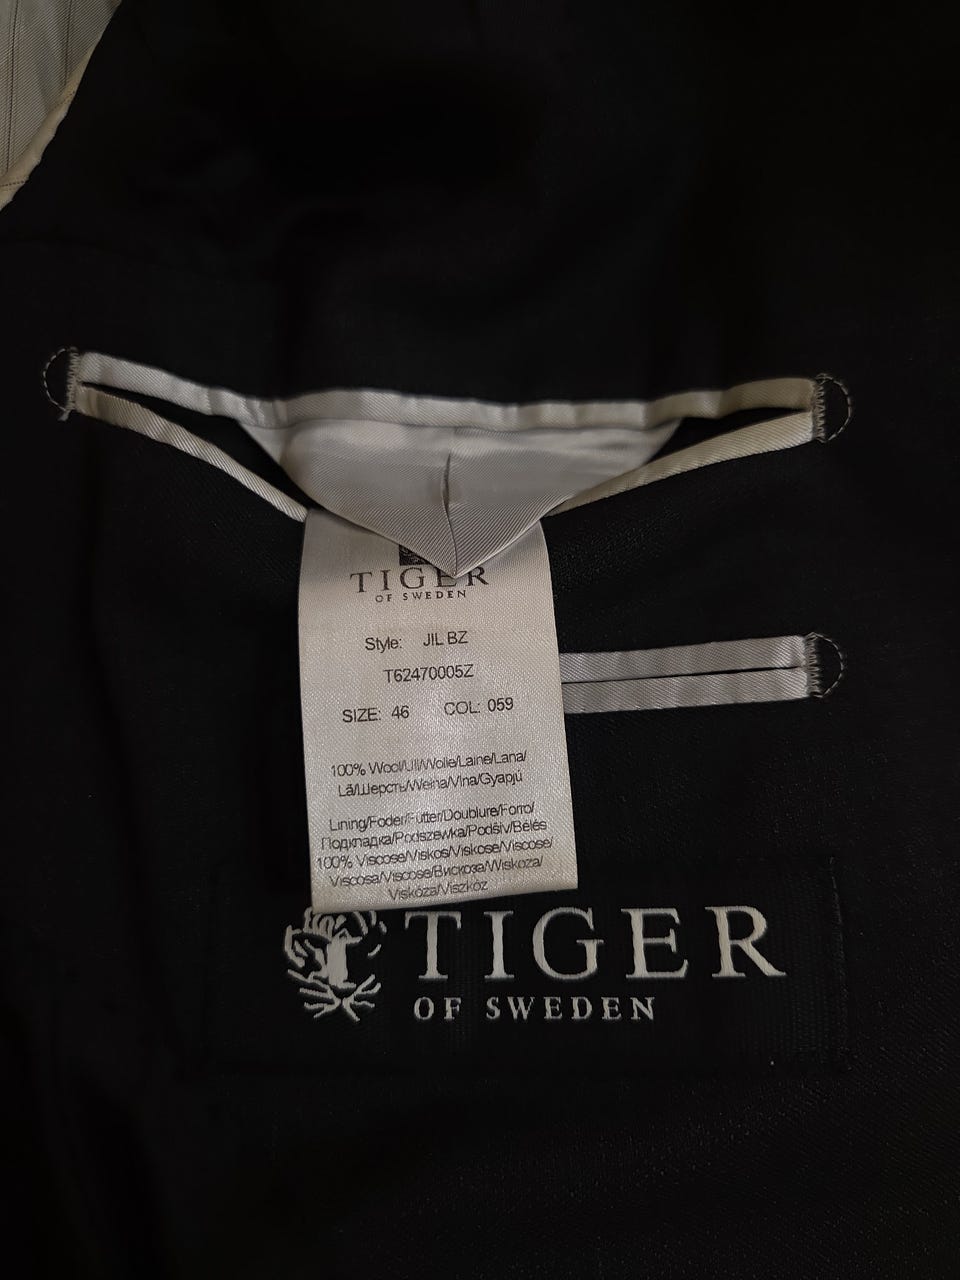 TIGER
OF SWEDEN
Style: JIL BZ
T62470005Z
SIZE: 46 COL: 059
100% Wool/Ull/Wolle/Laine/Lana/
Lã/Шерсть/Wełna/Vlna/Gyapjú
Lining/Foder/Futter/Doublure/Forro/
Подкладка/Podszewka/Podšiv/Bélés
100% Viscose/Viskos/Viskose/Viscose/
Viscosa/Viscose/Вискоза/Wiskoza/
Viskóza/Viszkóz
TIGER
OF SWEDEN